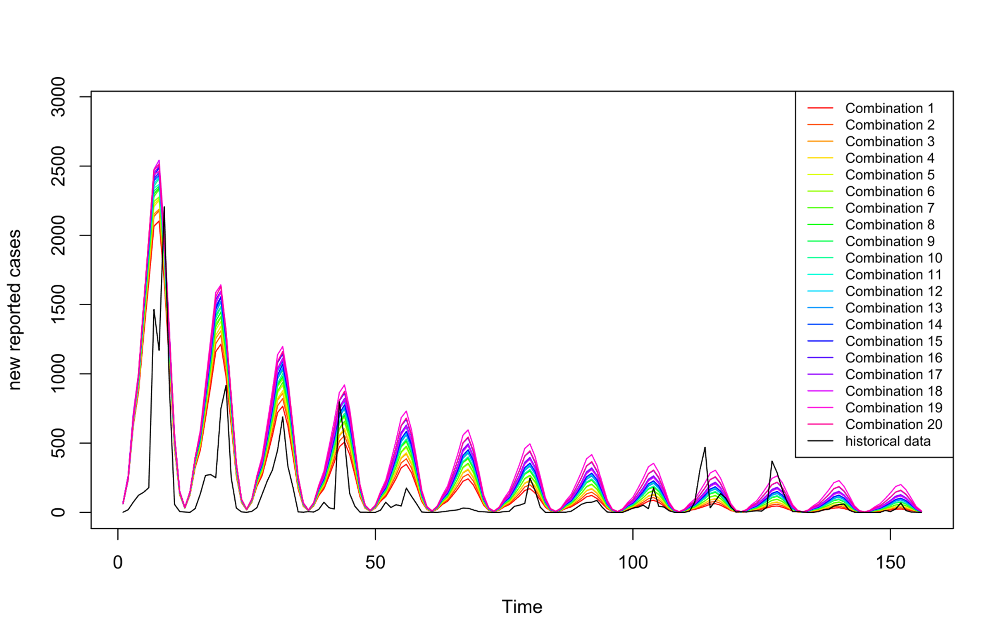 3000
2500
2000
1500
1000
500
0
new reported cases
0
50
100
150
Time
Combination 1
Combination 2
Combination 3
Combination 4
Combination 5
Combination 6
Combination 7
Combination 8
Combination 9
Combination 10
Combination 11
Combination 12
Combination 13
Combination 14
Combination 15
Combination 16
Combination 17
Combination 18
Combination 19
Combination 20
historical data